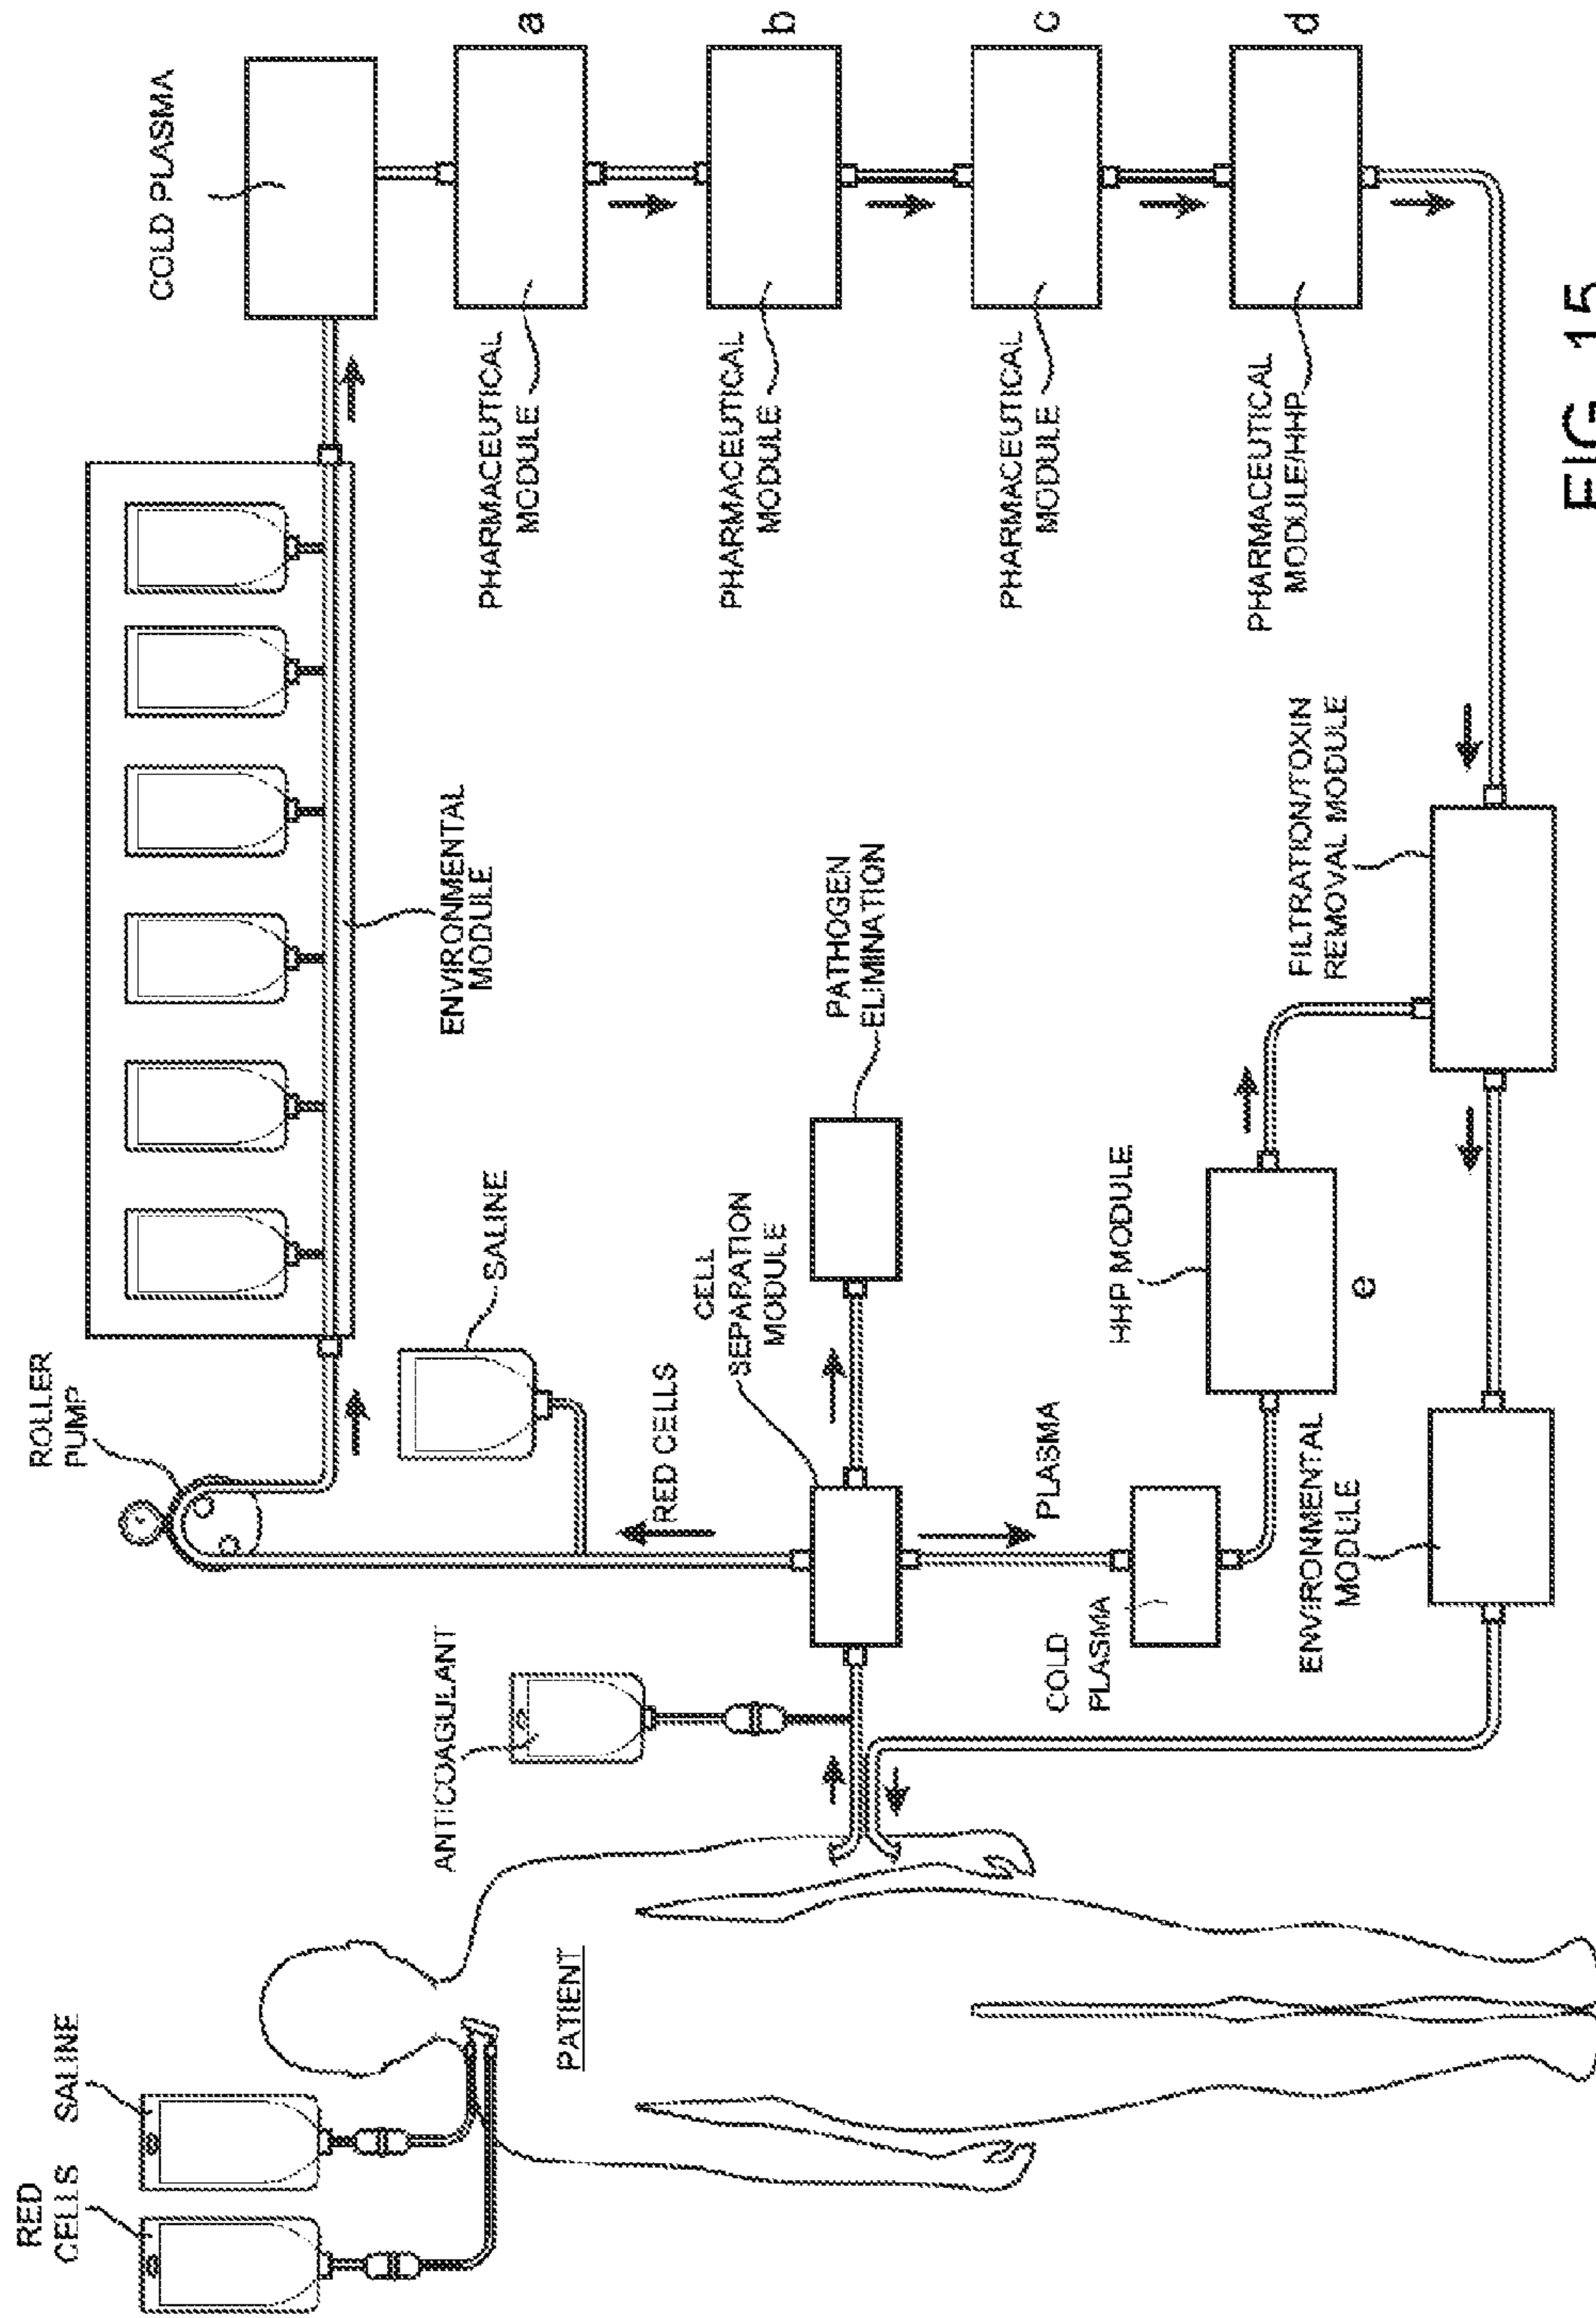 RED
CELLS
SALINE
PATIENT
ANTICOAGULANT
ROLLER
PUMP
SALINE
RED CELLS
CELL
SEPARATION
MODULE
PLASMA
COLD
PLASMA
PATHOGEN
ELIMINATION
HHP MODULE
e
ENVIRONMENTAL
MODULE
ENVIRONMENTAL
MODULE
COLD PLASMA
PHARMACEUTICAL
MODULE
a
PHARMACEUTICAL
MODULE
b
PHARMACEUTICAL
MODULE
c
PHARMACEUTICAL
MODULE/HHP
d
FILTRATION/TOXIN
REMOVAL MODULE
FIG. 15